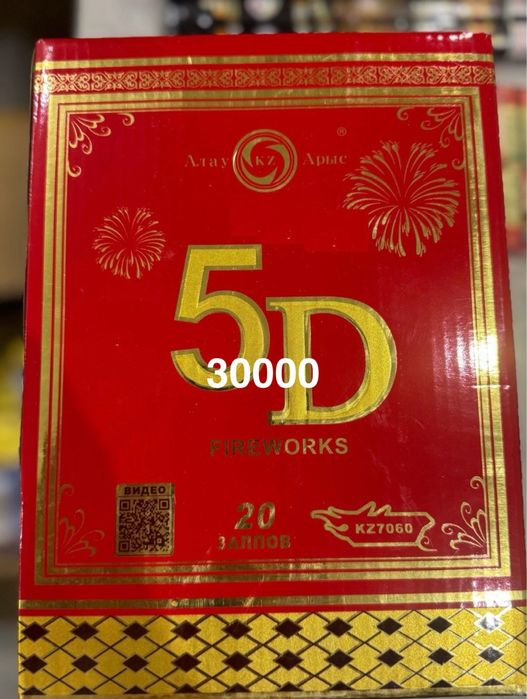 Алау KZ Арыс ®
5D
30000
FIREWORKS
ВИДЕО
20
ЗАЛПОВ
KZ7060